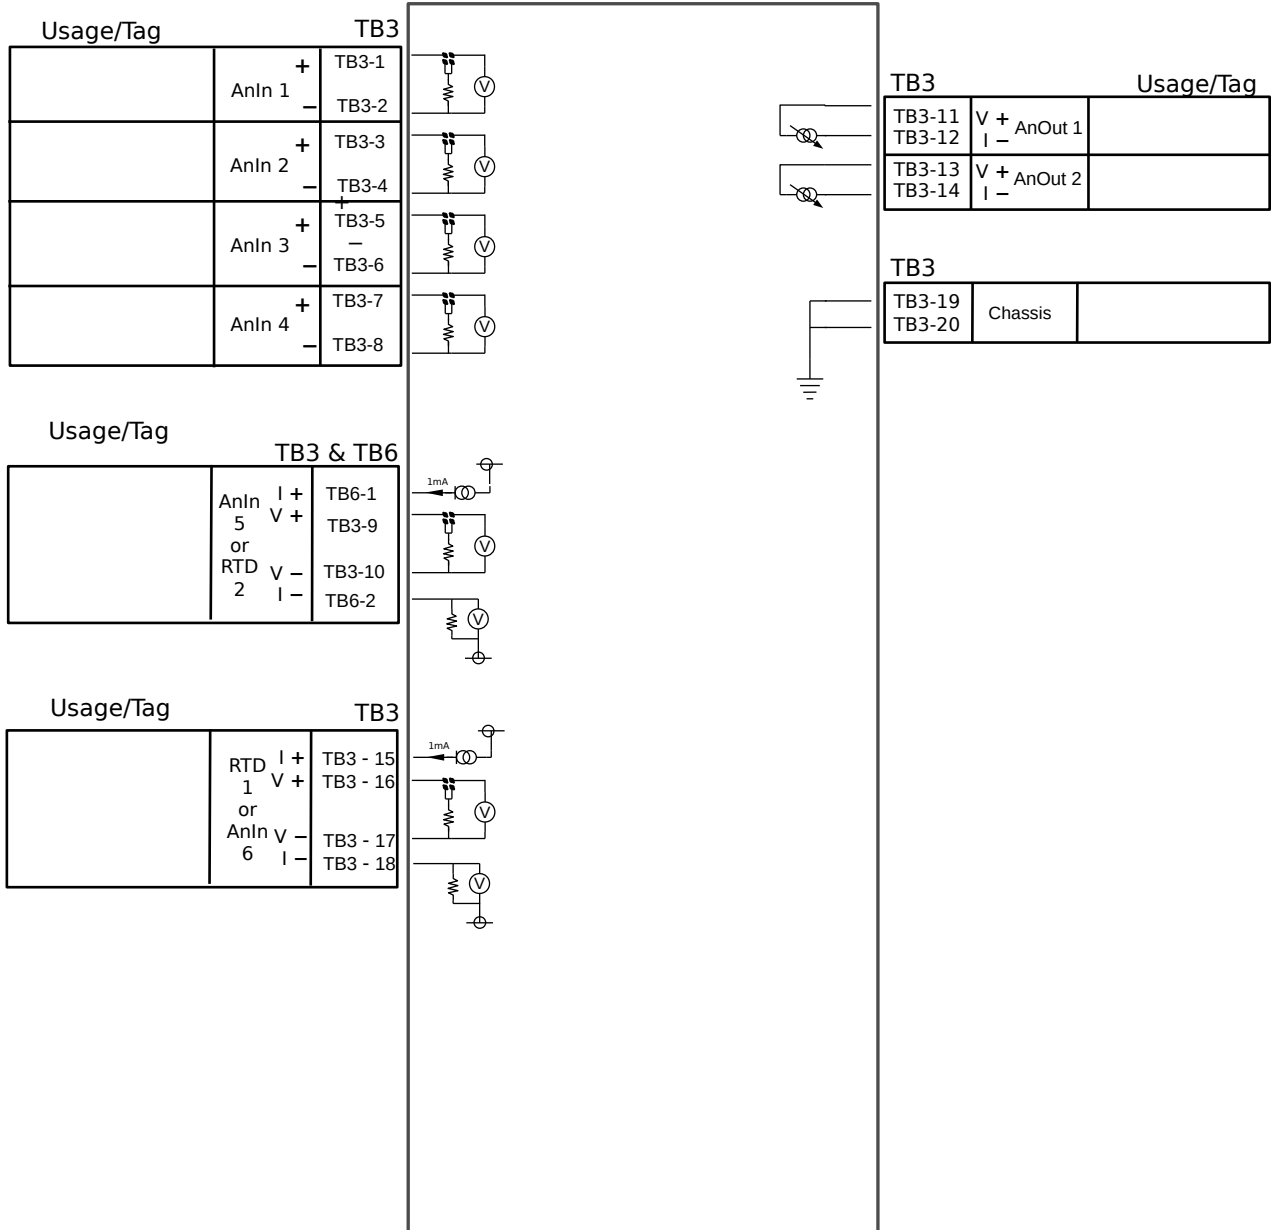 Usage/Tag TB3
AnIn 1 + TB3-1
− TB3-2
AnIn 2 + TB3-3
− TB3-4
+
AnIn 3 + TB3-5
−
− TB3-6
AnIn 4 + TB3-7
− TB3-8
V
V
V
V
Usage/Tag
TB3 & TB6
AnIn
5
or
RTD
2
I + TB6-1
V + TB3-9
V − TB3-10
I − TB6-2
1mA
V
V
Usage/Tag TB3
RTD
1
or
AnIn
6
I + TB3 - 15
V + TB3 - 16
V − TB3 - 17
I − TB3 - 18
1mA
V
V
TB3 Usage/Tag
TB3-11 V + AnOut 1
TB3-12 I −
TB3-13 V + AnOut 2
TB3-14 I −
TB3
TB3-19 Chassis
TB3-20